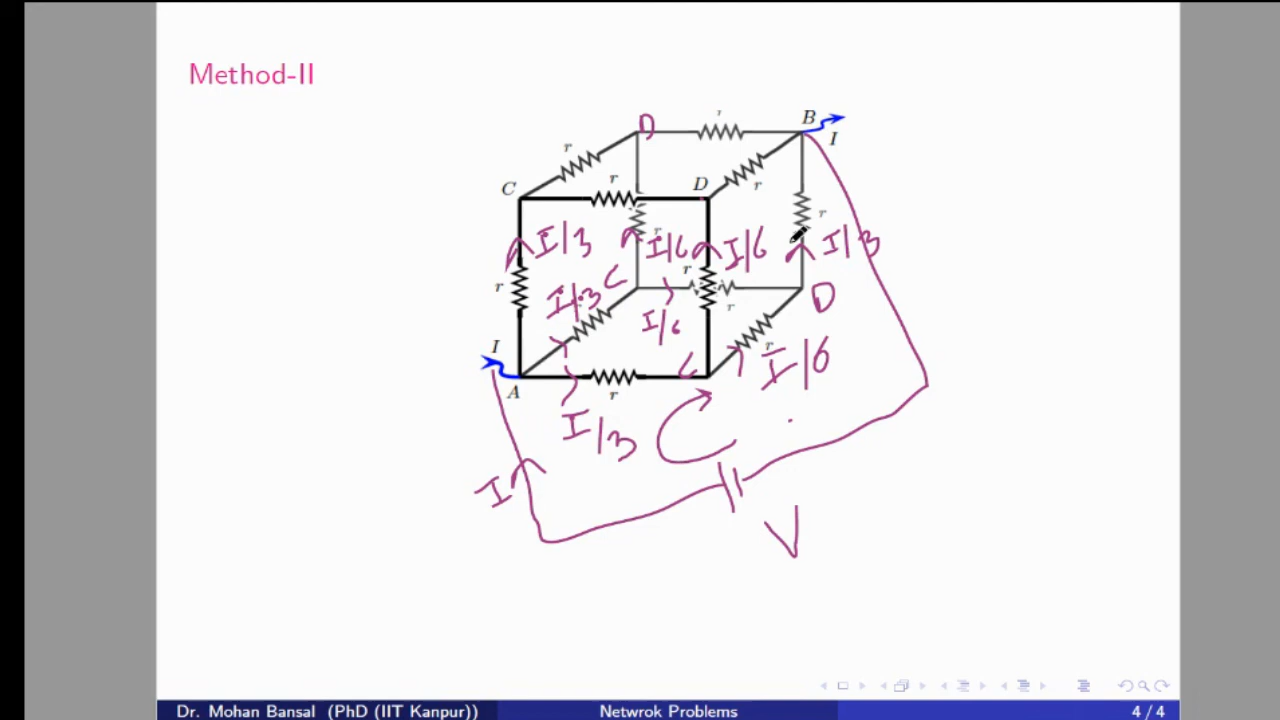 Method-II
r
B
I
D
r
r
C
D
r
r
I/3
r
I/6
I/6
I/3
r
r
C
I/3
r
D
I/6
r
I/6
I
A
r
C
I/3
I
V
Dr. Mohan Bansal (PhD (IIT Kanpur))
Netwrok Problems
4 / 4